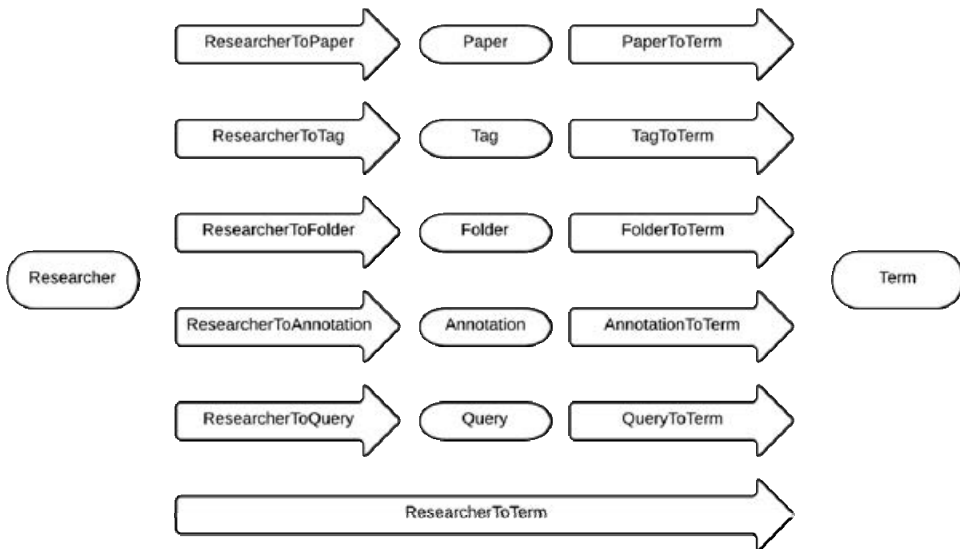 ResearcherToPaper
Paper
PaperToTerm
ResearcherToTag
Tag
TagToTerm
ResearcherToFolder
Folder
FolderToTerm
Researcher
Term
ResearcherToAnnotation
Annotation
AnnotationToTerm
ResearcherToQuery
Query
QueryToTerm
ResearcherToTerm